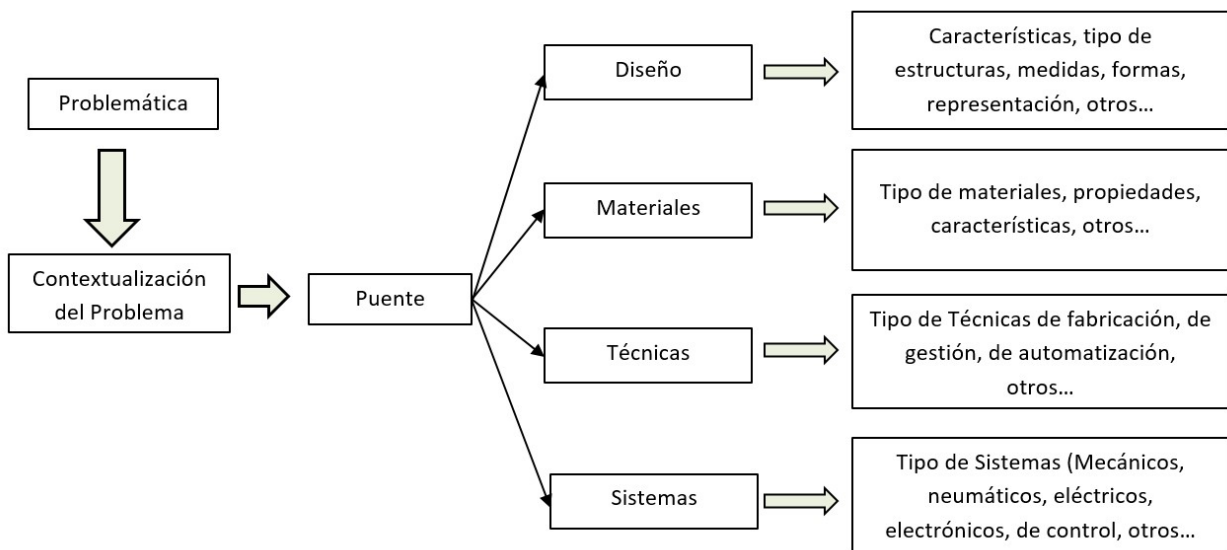 Problemática
Contextualización
del Problema
Puente
Diseño
Características, tipo de
estructuras, medidas, formas,
representación, otros…
Materiales
Tipo de materiales, propiedades,
características, otros…
Técnicas
Tipo de Técnicas de fabricación, de
gestión, de automatización,
otros…
Sistemas
Tipo de Sistemas (Mecánicos,
neumáticos, eléctricos,
electrónicos, de control, otros…